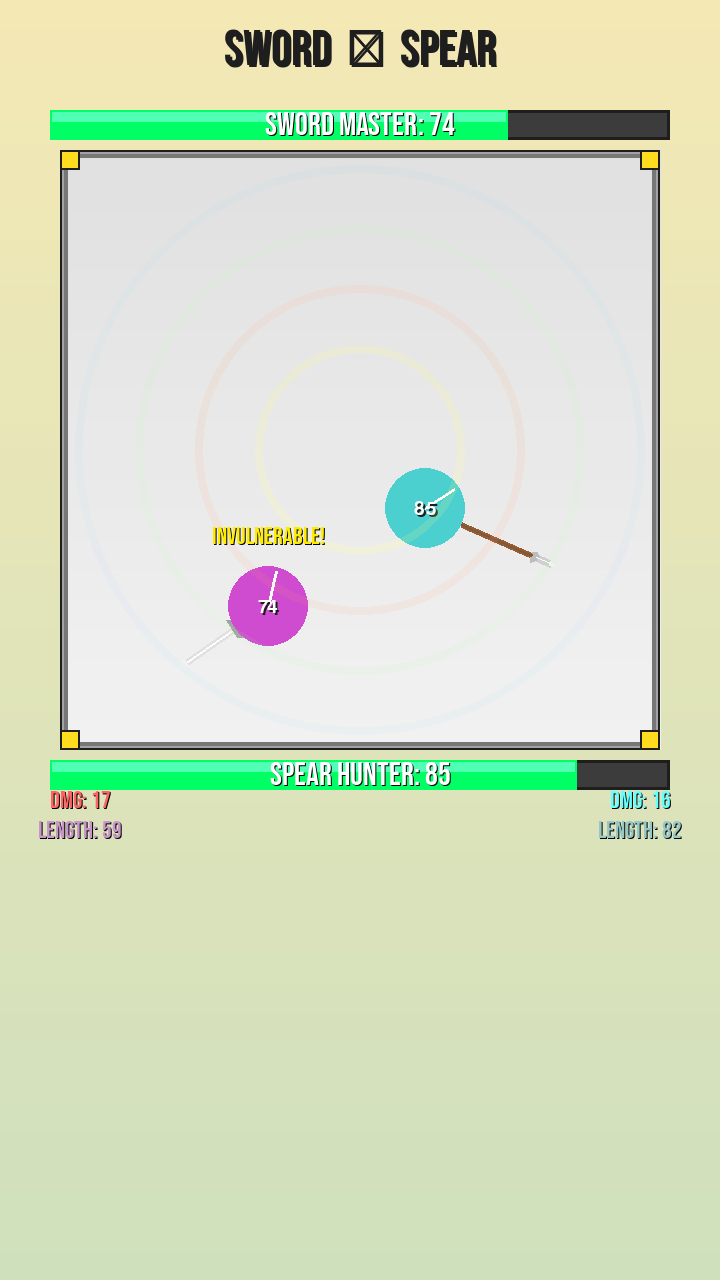 SWORD ☒ SPEAR
SWORD MASTER: 74
85
INVULNERABLE!
74
SPEAR HUNTER: 85
DMG: 17
DMG: 16
LENGTH: 59
LENGTH: 82